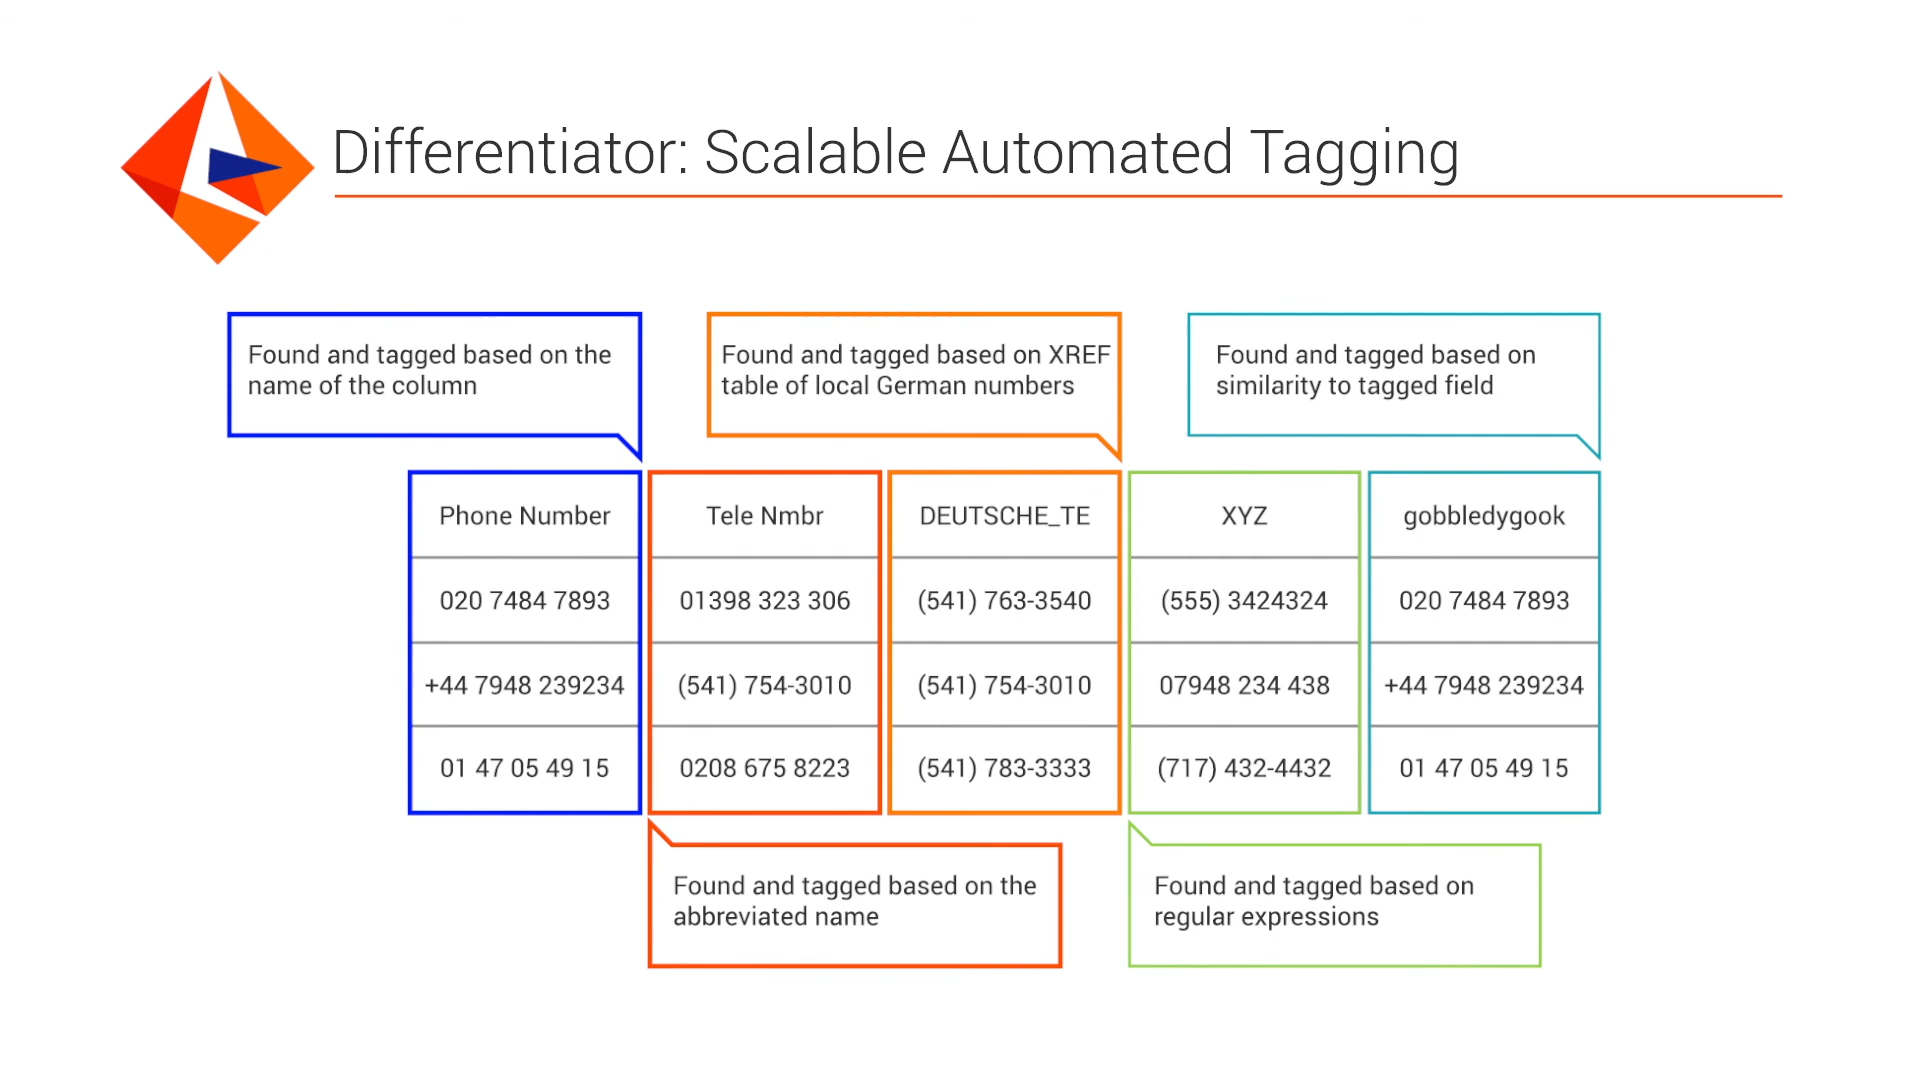 Differentiator: Scalable Automated Tagging
Found and tagged based on the
name of the column
Found and tagged based on XREF
table of local German numbers
Found and tagged based on
similarity to tagged field
Phone Number Tele Nmbr DEUTSCHE_TE XYZ gobbledygook
020 7484 7893 01398 323 306 (541) 763-3540 (555) 3424324 020 7484 7893
+44 7948 239234 (541) 754-3010 (541) 754-3010 07948 234 438 +44 7948 239234
01 47 05 49 15 0208 675 8223 (541) 783-3333 (717) 432-4432 01 47 05 49 15
Found and tagged based on the
abbreviated name
Found and tagged based on
regular expressions